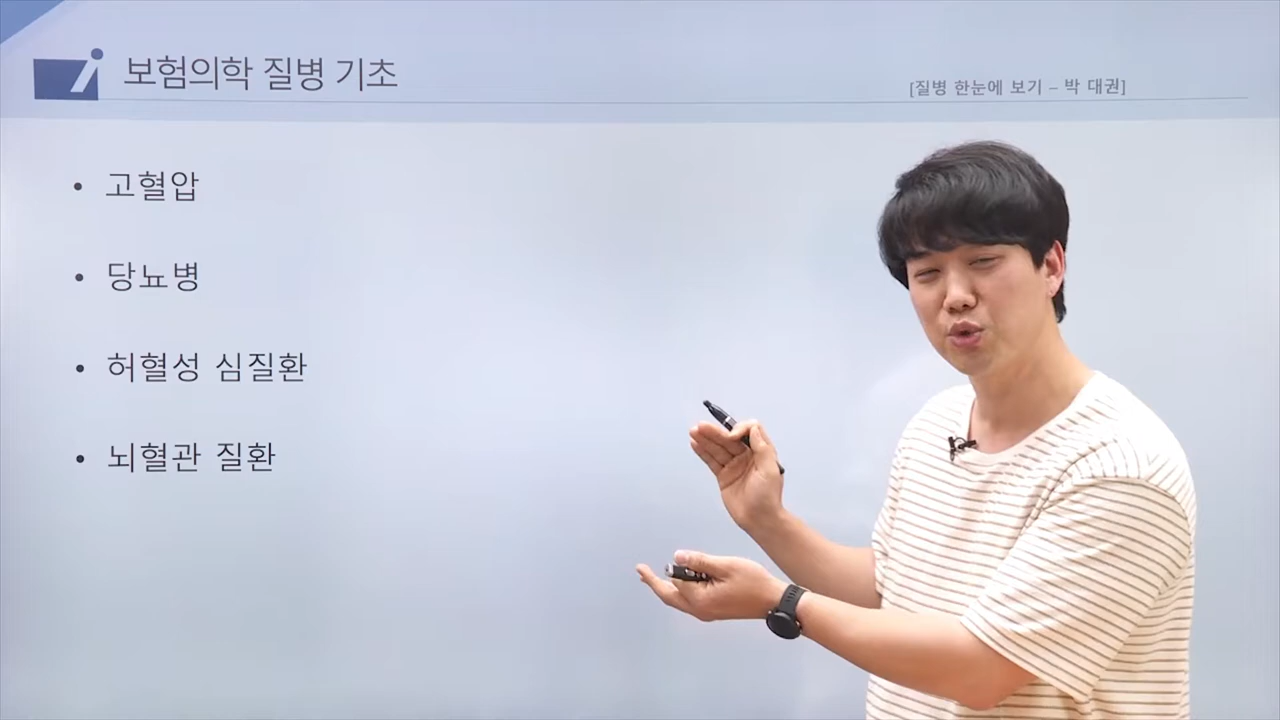 보험의학 질병 기초
[질병 한눈에 보기 – 박 대권]
• 고혈압
• 당뇨병
• 허혈성 심질환
• 뇌혈관 질환